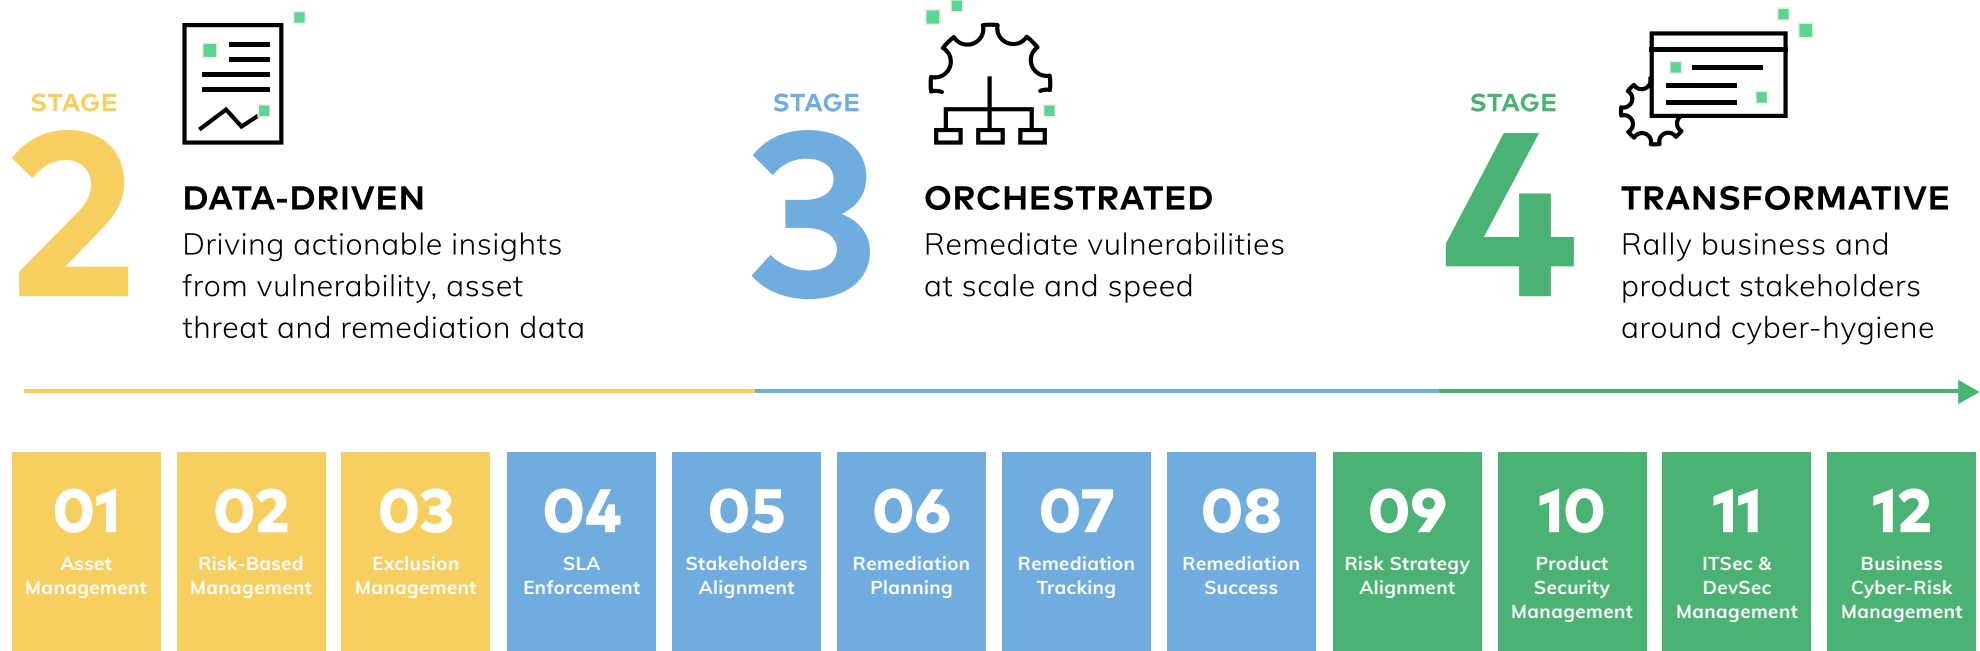 STAGE
2
DATA-DRIVEN
Driving actionable insights
from vulnerability, asset
threat and remediation data
STAGE
3
ORCHESTRATED
Remediate vulnerabilities
at scale and speed
STAGE
4
TRANSFORMATIVE
Rally business and
product stakeholders
around cyber-hygiene
01
Asset
Management
02
Risk-Based
Management
03
Exclusion
Management
04
SLA
Enforcement
05
Stakeholders
Alignment
06
Remediation
Planning
07
Remediation
Tracking
08
Remediation
Success
09
Risk Strategy
Alignment
10
Product
Security
Management
11
ITSec &
DevSec
Management
12
Business
Cyber-Risk
Management